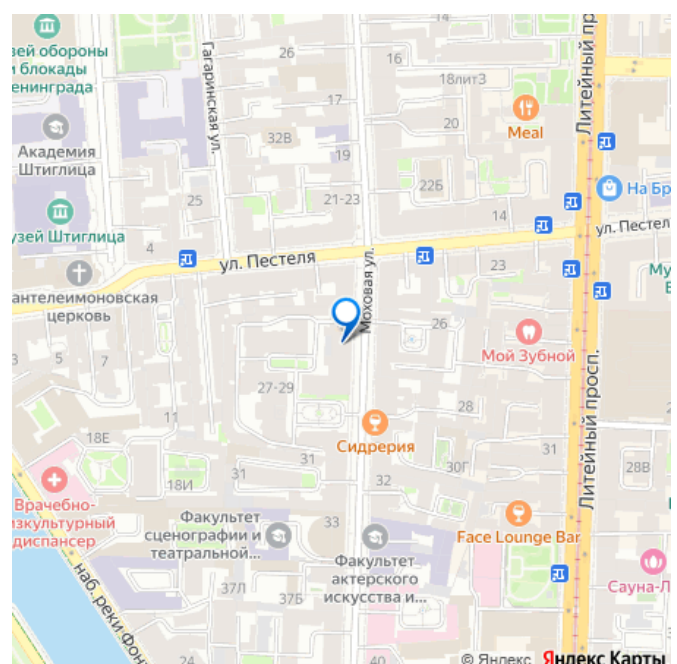 зей обороны
и блокады
енинграда
Гагаринская ул.
26
16
18лит3
Литейный пр
17
20
Meal
Академия
Штиглица
32В
19
22б
На Бр
25
21-23
14
ул. Пестел
зей Штиглица
4
ул. Пестеля
23
Му
антелеимоновская
церковь
Моховая ул.
26
Мой Зубной
3
5
7
27-29
Литейный просп.
11
28
Сидрерия
18Е
31
31
30Г
31
28В
18И
32
Врачебно-
изкультурный
диспансер
Факультет
сценографии и
театральной...
33
Face Lounge Bar
Факультет
актерского
искусства и...
наб. реки Фон
37Л
37Б
Сауна-Л
24
40
© Яндекс Яндекс Карты